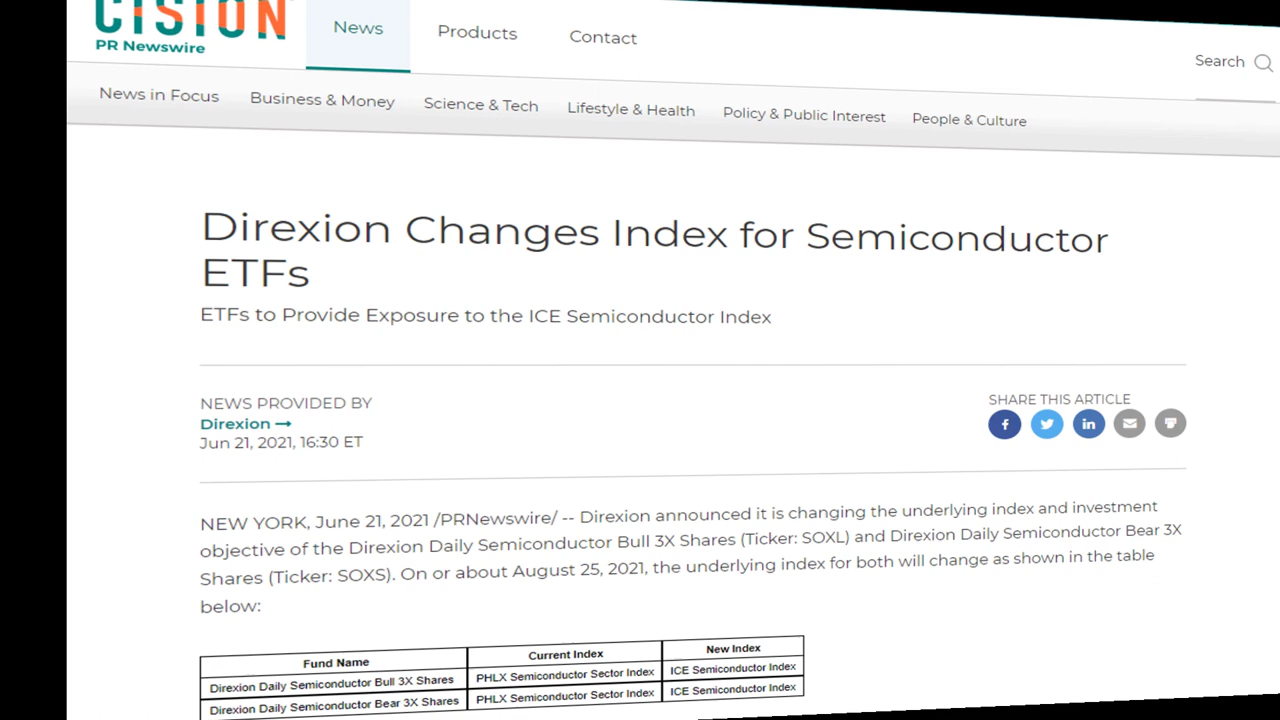 CISION
PR Newswire
News
Products
Contact
Search
News in Focus
Business & Money
Science & Tech
Lifestyle & Health
Policy & Public Interest
People & Culture
Direxion Changes Index for Semiconductor
ETFs
ETFs to Provide Exposure to the ICE Semiconductor Index
NEWS PROVIDED BY
Direxion →
Jun 21, 2021, 16:30 ET
SHARE THIS ARTICLE
NEW YORK, June 21, 2021 /PRNewswire/ -- Direxion announced it is changing the underlying index and investment
objective of the Direxion Daily Semiconductor Bull 3X Shares (Ticker: SOXL) and Direxion Daily Semiconductor Bear 3X
Shares (Ticker: SOXS). On or about August 25, 2021, the underlying index for both will change as shown in the table
below:
Fund Name Current Index New Index
Direxion Daily Semiconductor Bull 3X Shares PHLX Semiconductor Sector Index ICE Semiconductor Index
Direxion Daily Semiconductor Bear 3X Shares PHLX Semiconductor Sector Index ICE Semiconductor Index